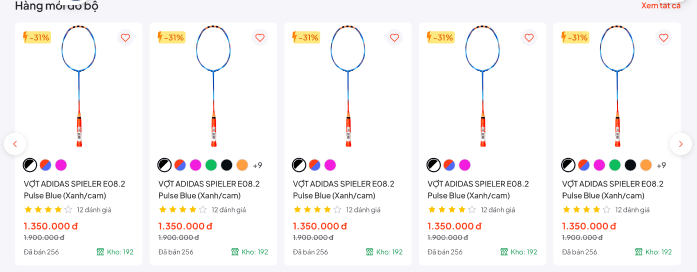 Hàng mới đổ bộ
Xem tất cả
-31%
-31%
-31%
-31%
-31%
+9
+9
VỢT ADIDAS SPIELER E08.2
Pulse Blue (Xanh/cam)
12 đánh giá
1.350.000 đ
1.900.000 đ
Đã bán 256
Kho: 192
VỢT ADIDAS SPIELER E08.2
Pulse Blue (Xanh/cam)
12 đánh giá
1.350.000 đ
1.900.000 đ
Đã bán 256
Kho: 192
VỢT ADIDAS SPIELER E08.2
Pulse Blue (Xanh/cam)
12 đánh giá
1.350.000 đ
1.900.000 đ
Đã bán 256
Kho: 192
VỢT ADIDAS SPIELER E08.2
Pulse Blue (Xanh/cam)
12 đánh giá
1.350.000 đ
1.900.000 đ
Đã bán 256
Kho: 192
VỢT ADIDAS SPIELER E08.2
Pulse Blue (Xanh/cam)
12 đánh giá
1.350.000 đ
1.900.000 đ
Đã bán 256
Kho: 192